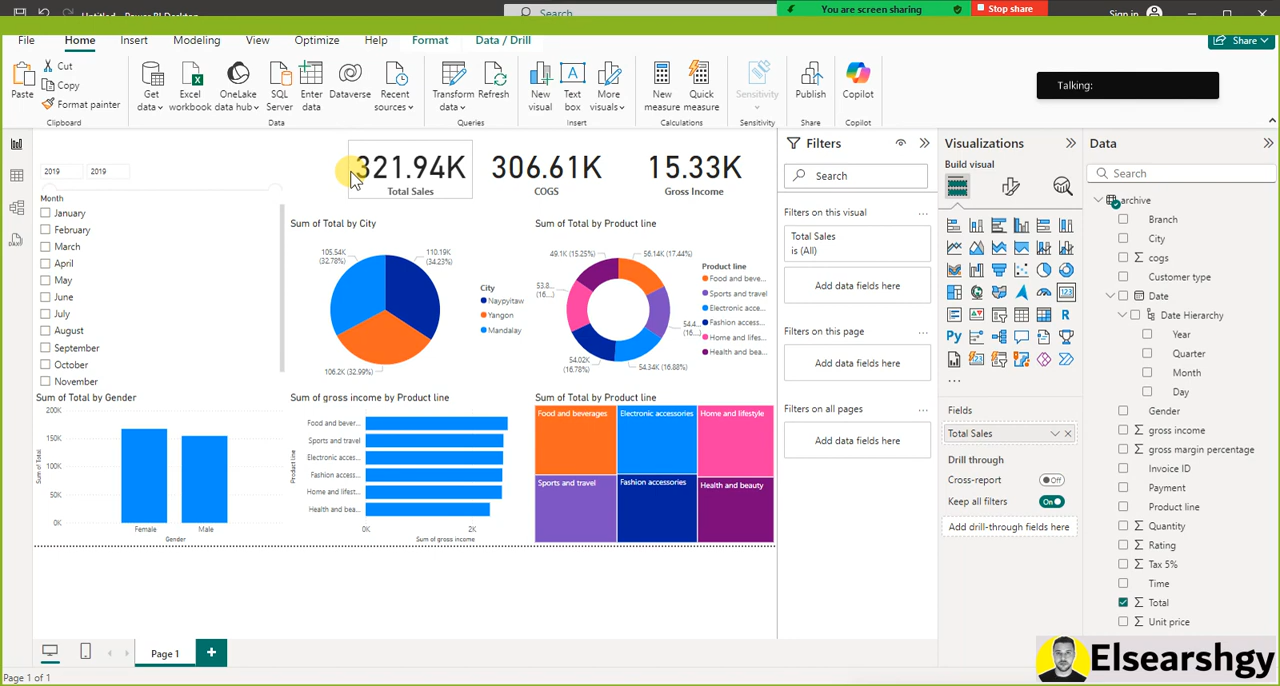 Untitled - Power BI Desktop
Search
You are screen sharing
Stop share
Sign in
File
Home
Insert
Modeling
View
Optimize
Help
Format
Data / Drill
Share
Paste
Cut
Copy
Format painter
Clipboard
Get data
Excel workbook
OneLake data hub
SQL Server
Enter data
Dataverse
Recent sources
Data
Transform data
Refresh
Queries
New visual
Text box
More visuals
Insert
New measure
Quick measure
Calculations
Sensitivity
Sensitivity
Publish
Share
Copilot
Copilot
Talking:
2019
2019
Month
January
February
March
April
May
June
July
August
September
October
November
321.94K
Total Sales
306.61K
COGS
15.33K
Gross Income
Sum of Total by City
105.54K
(32.78%)
110.19K
(34.23%)
106.2K (32.99%)
City
Naypyitaw
Yangon
Mandalay
Sum of Total by Product line
49.1K (15.25%)
56.14K (17.44%)
53.8...
(16....)
54.4...
(16....)
54.02K
(16.78%)
54.34K (16.88%)
Product line
Food and beve...
Sports and travel
Electronic acces...
Fashion access...
Home and lifes...
Health and bea...
Sum of Total by Gender
200K
150K
100K
50K
0K
Sum of Total
Female
Male
Gender
Sum of gross income by Product line
Product line
Food and bever...
Sports and travel
Electronic acces...
Fashion access...
Home and lifest...
Health and bea...
0K
2K
Sum of gross income
Sum of Total by Product line
Food and beverages
Electronic accessories
Home and lifestyle
Sports and travel
Fashion accessories
Health and beauty
Filters
Search
Filters on this visual
...
Total Sales
is (All)
Add data fields here
Filters on this page
...
Add data fields here
Filters on all pages
...
Add data fields here
Visualizations
Build visual
123
R
Py
...
Fields
Total Sales
Drill through
Cross-report
Off
Keep all filters
On
Add drill-through fields here
Data
Search
archive
Branch
City
cogs
Customer type
Date
Date Hierarchy
Year
Quarter
Month
Day
Gender
gross income
gross margin percentage
Invoice ID
Payment
Product line
Quantity
Rating
Tax 5%
Time
Total
Unit price
Page 1
Page 1 of 1
Elsearshgy